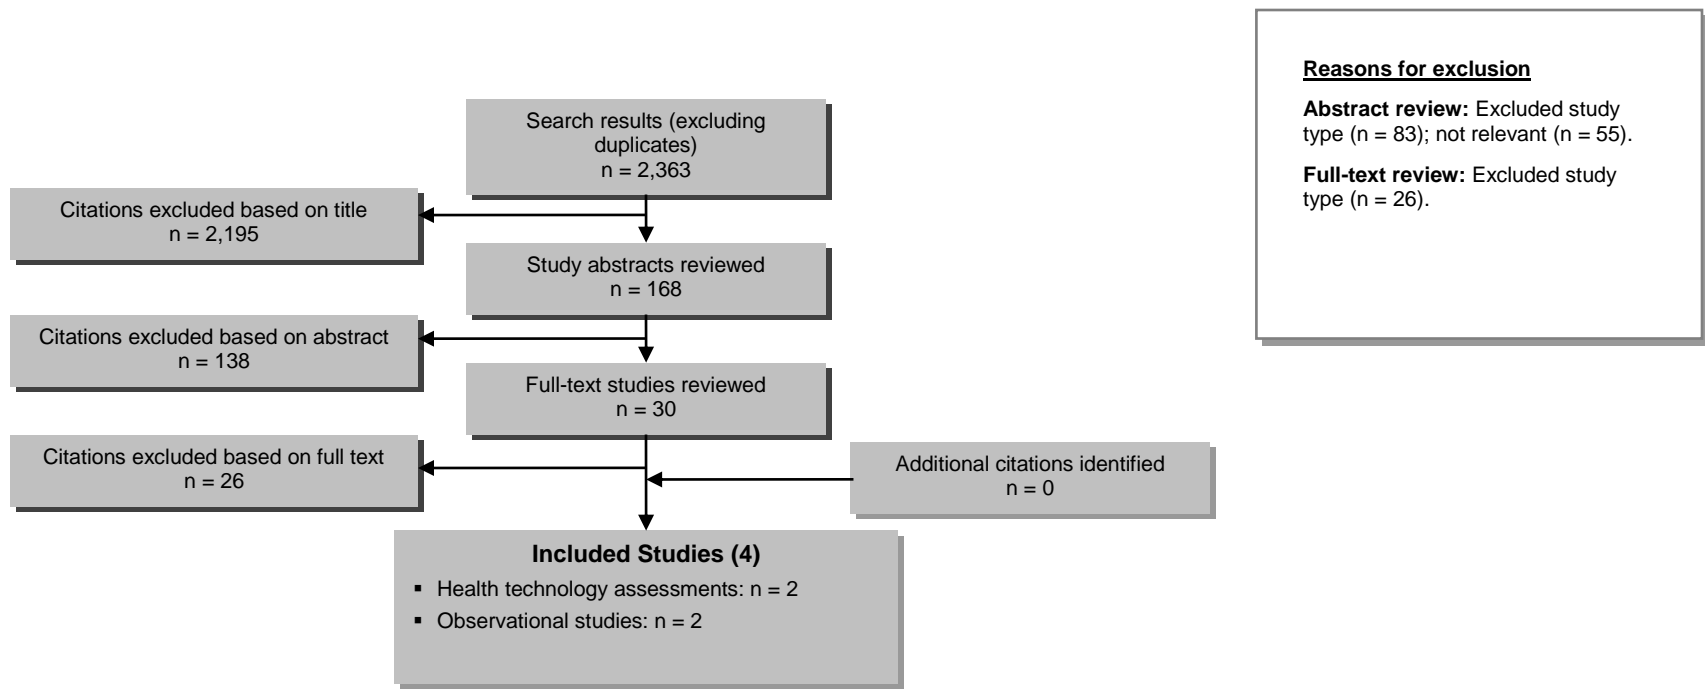 Search results (excluding
duplicates)
n = 2,363
Citations excluded based on title
n = 2,195
Study abstracts reviewed
n = 168
Citations excluded based on abstract
n = 138
Full-text studies reviewed
n = 30
Citations excluded based on full text
n = 26
Additional citations identified
n = 0
Included Studies (4)
▪ Health technology assessments: n = 2
▪ Observational studies: n = 2
Reasons for exclusion
Abstract review: Excluded study
type (n = 83); not relevant (n = 55).
Full-text review: Excluded study
type (n = 26).